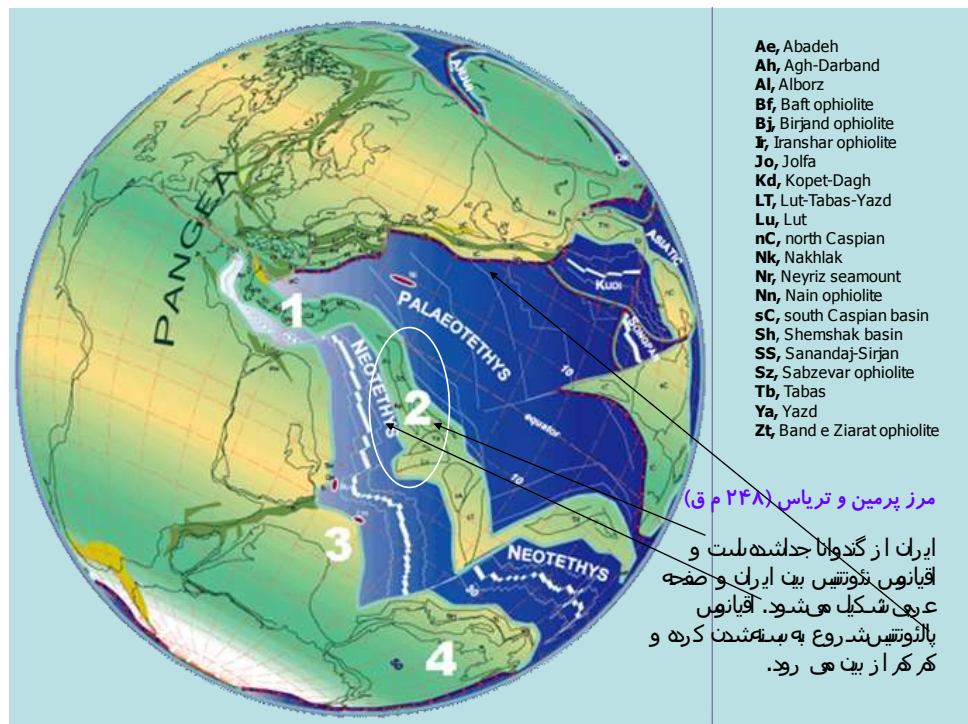 Ae, Abadeh
Ah, Agh-Darband
Al, Alborz
Bf, Baft ophiolite
Bj, Birjand ophiolite
Ir, Iranshar ophiolite
Jo, Jolfa
Kd, Kopet-Dagh
LT, Lut-Tabas-Yazd
Lu, Lut
nC, north Caspian
Nk, Nakhlak
Nr, Neyriz seamount
Nn, Nain ophiolite
sC, south Caspian basin
Sh, Shemshak basin
SS, Sanandaj-Sirjan
Sz, Sabzevar ophiolite
Tb, Tabas
Ya, Yazd
Zt, Band e Ziarat ophiolite
مرز پرمین و تریاس (۲۴۸ م ق)
ایران از گندوانا جداشده است و
اقیانوس نئوتتیس بین ایران و صفحه
عربی تشکیل می شود. اقیانوس
پالئوتتیس شروع به بسته شدن کرده و
کم کم از بین می رود.
PANGEA
ASIATIC
KUDI
1
PALAEOTETHYS
NEOTETHYS
2
10
equator
10
3
NEOTETHYS
30
4